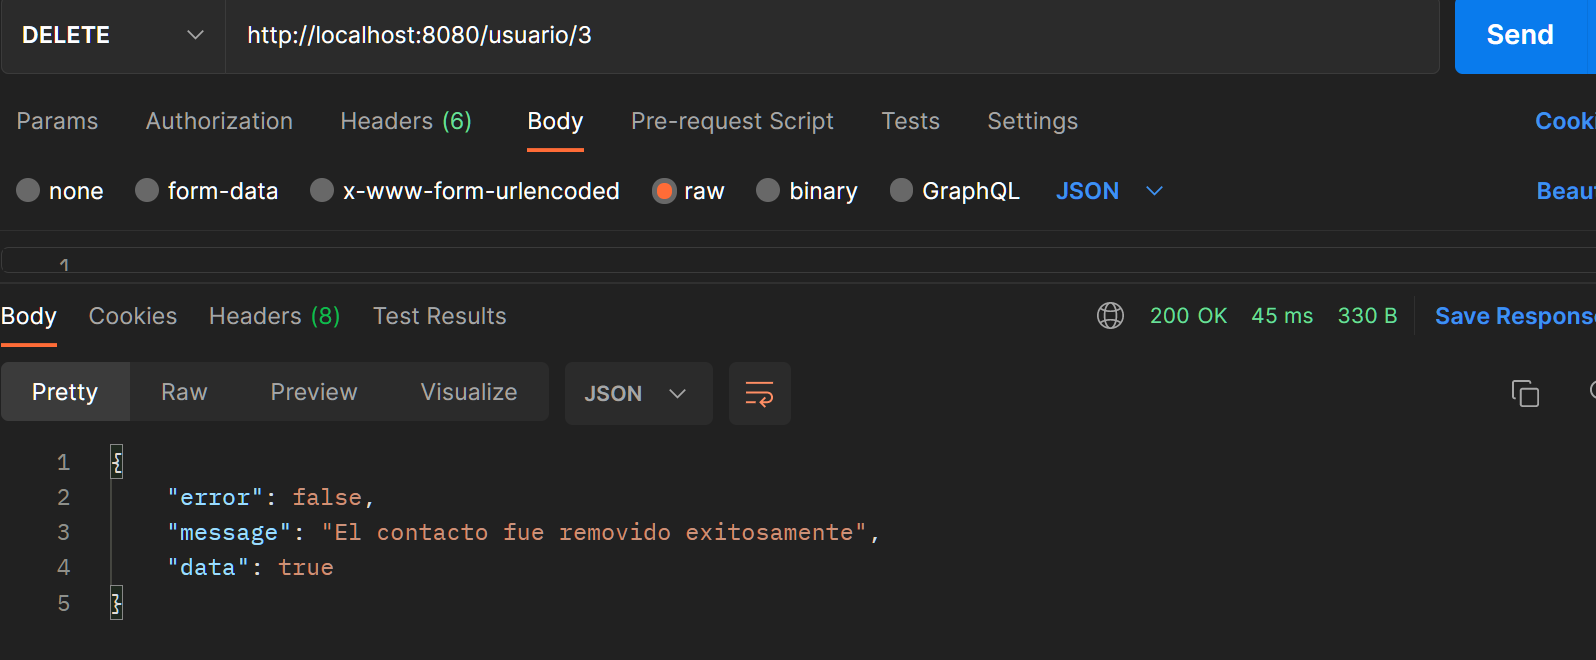 DELETE http://localhost:8080/usuario/3 Send
Params Authorization Headers (6) Body Pre-request Script Tests Settings Cook
none form-data x-www-form-urlencoded raw binary GraphQL JSON Beau
1
Body Cookies Headers (8) Test Results 200 OK 45 ms 330 B Save Respons
Pretty Raw Preview Visualize JSON
1 {
2 "error": false,
3 "message": "El contacto fue removido exitosamente",
4 "data": true
5 }